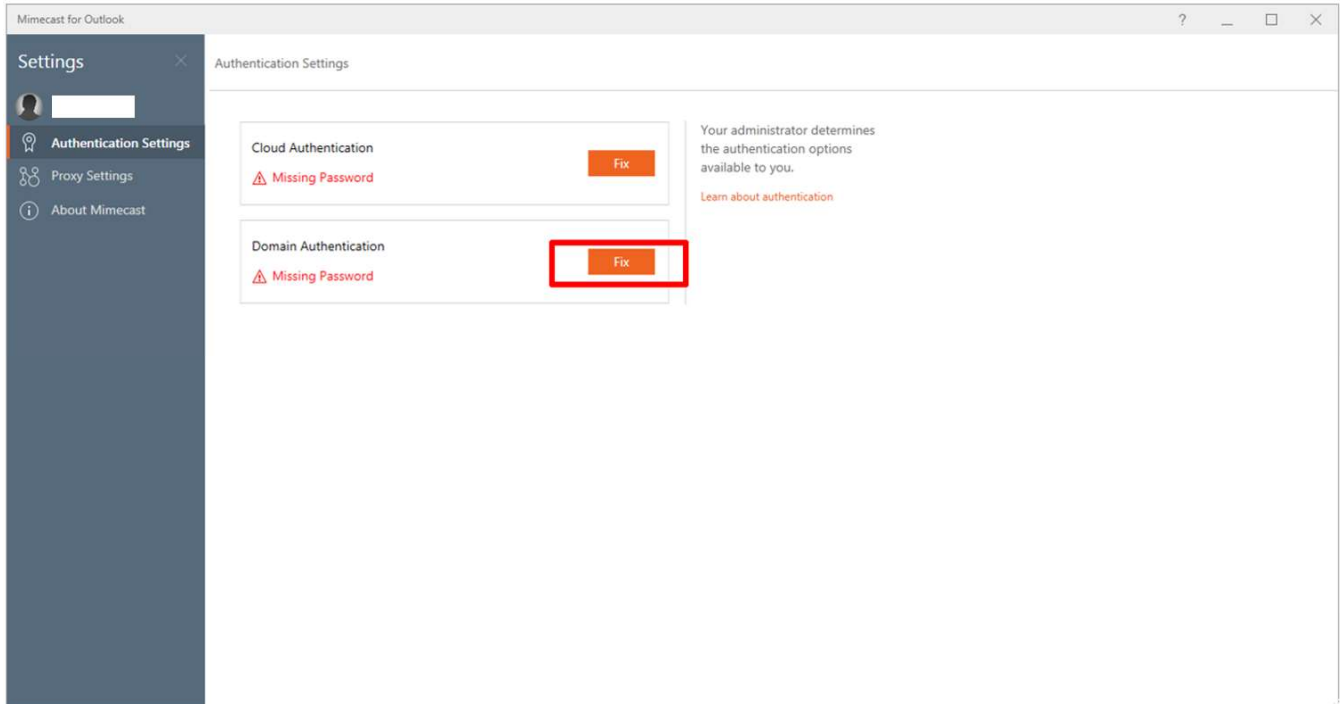 Mimecast for Outlook
?
Settings
Authentication Settings
Authentication Settings
Proxy Settings
About Mimecast
Cloud Authentication
Missing Password
Fix
Domain Authentication
Missing Password
Fix
Your administrator determines
the authentication options
available to you.
Learn about authentication